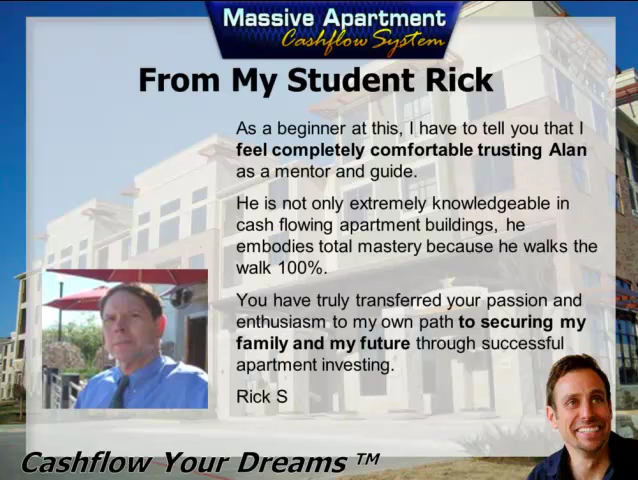 Massive Apartment
Cashflow System
From My Student Rick
As a beginner at this, I have to tell you that I
feel completely comfortable trusting Alan
as a mentor and guide.
He is not only extremely knowledgeable in
cash flowing apartment buildings, he
embodies total mastery because he walks the
walk 100%.
You have truly transferred your passion and
enthusiasm to my own path to securing my
family and my future through successful
apartment investing.
Rick S
Cashflow Your Dreams ™